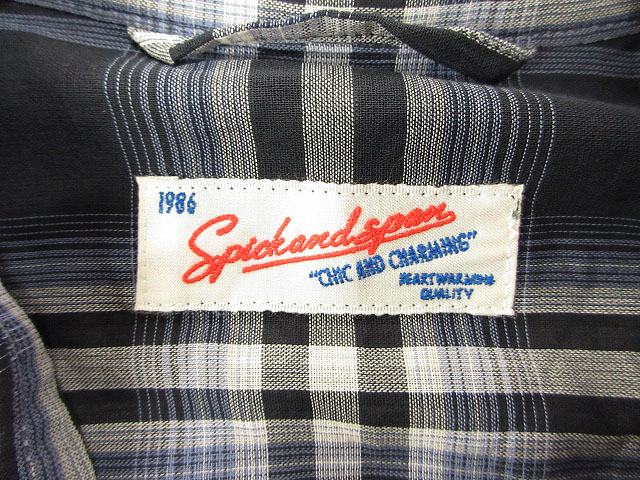 1986
Spickandspan
"CHIC AND CHARMING"
HEARTWARMING
QUALITY